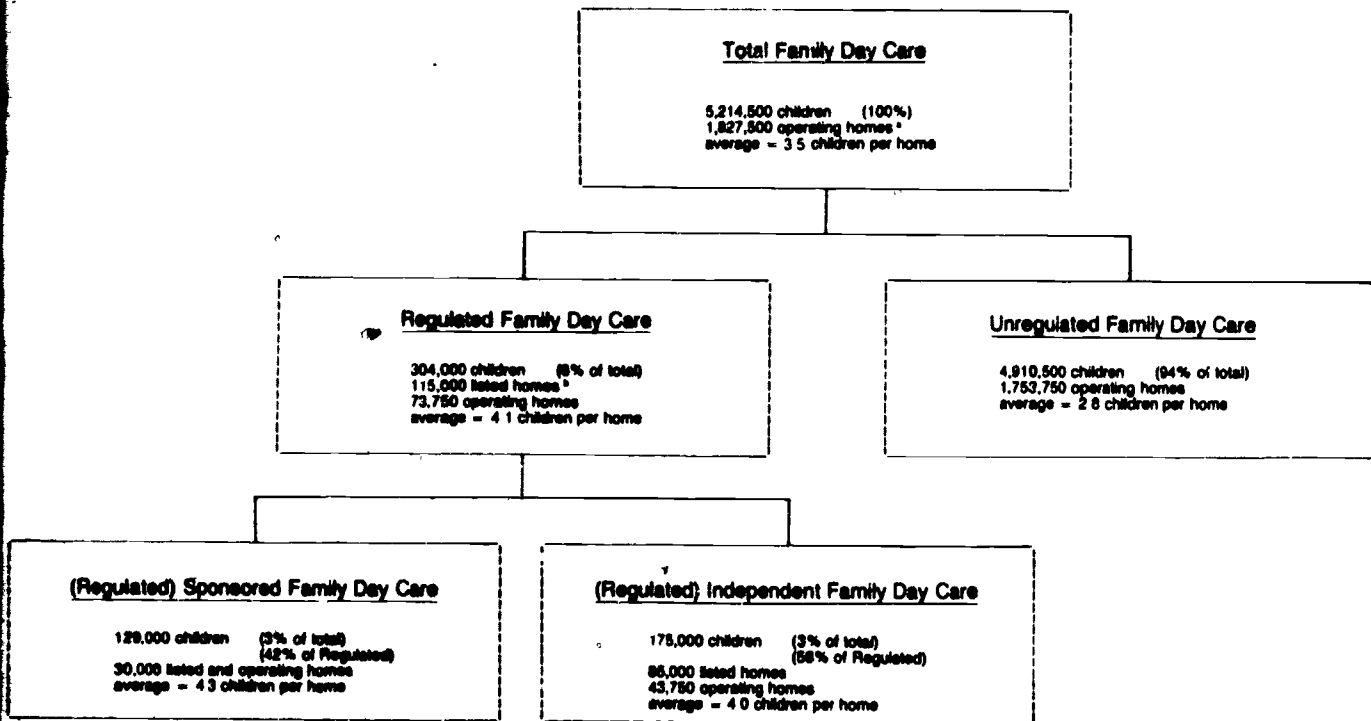 Total Family Day Care
5,214,500 children (100%)
1,827,500 operating homes a
average = 3 5 children per home
Regulated Family Day Care
304,000 children (6% of total)
115,000 listed homes b
73,750 operating homes
average = 4 1 children per home
Unregulated Family Day Care
4,910,500 children (94% of total)
1,753,750 operating homes
average = 2 8 children per home
(Regulated) Sponsored Family Day Care
129,000 children (3% of total)
(42% of Regulated)
30,000 listed and operating homes
average = 4 3 children per home
(Regulated) Independent Family Day Care
175,000 children (3% of total)
(58% of Regulated)
85,000 listed homes
43,750 operating homes
average = 4 0 children per home